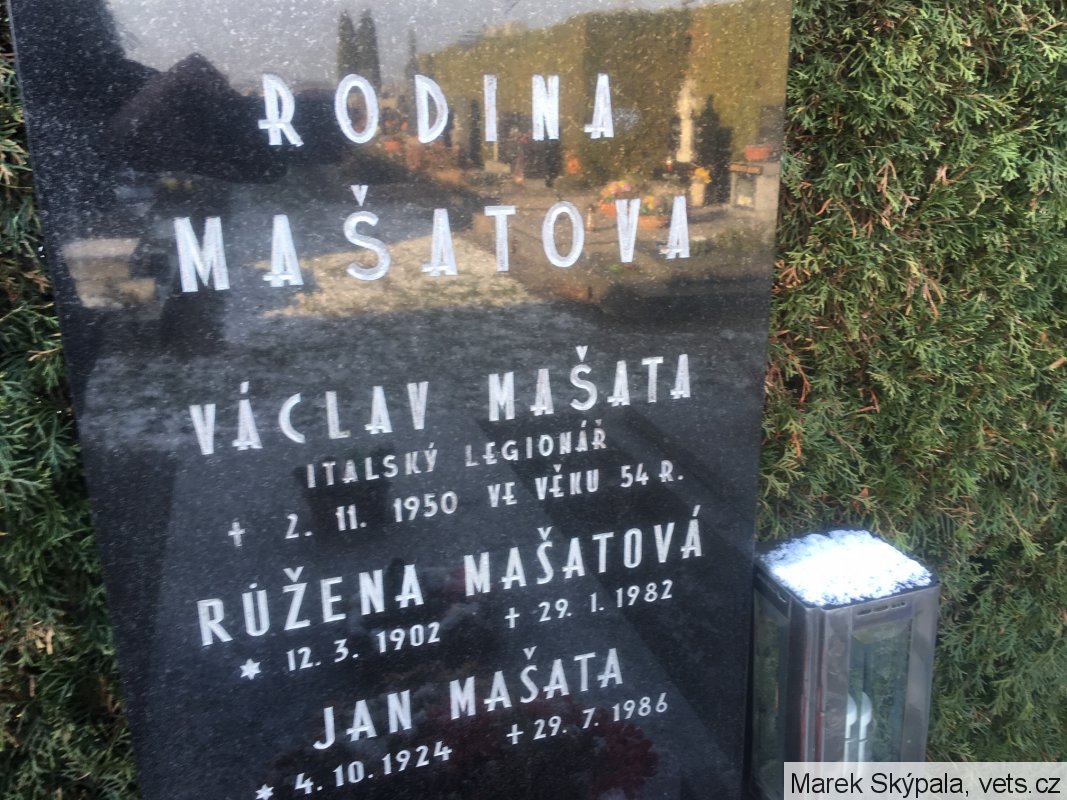 RODINA
MAŠATOVA
VÁCLAV MAŠATA
ITALSKÝ LEGIONÁŘ
+ 2. 11. 1950 VE VĚKU 54 R.
RŮŽENA MAŠATOVÁ
* 12. 3. 1902 + 29. 1. 1982
JAN MAŠATA
* 4. 10. 1924 + 29. 7. 1986
Marek Skýpala, vets.cz